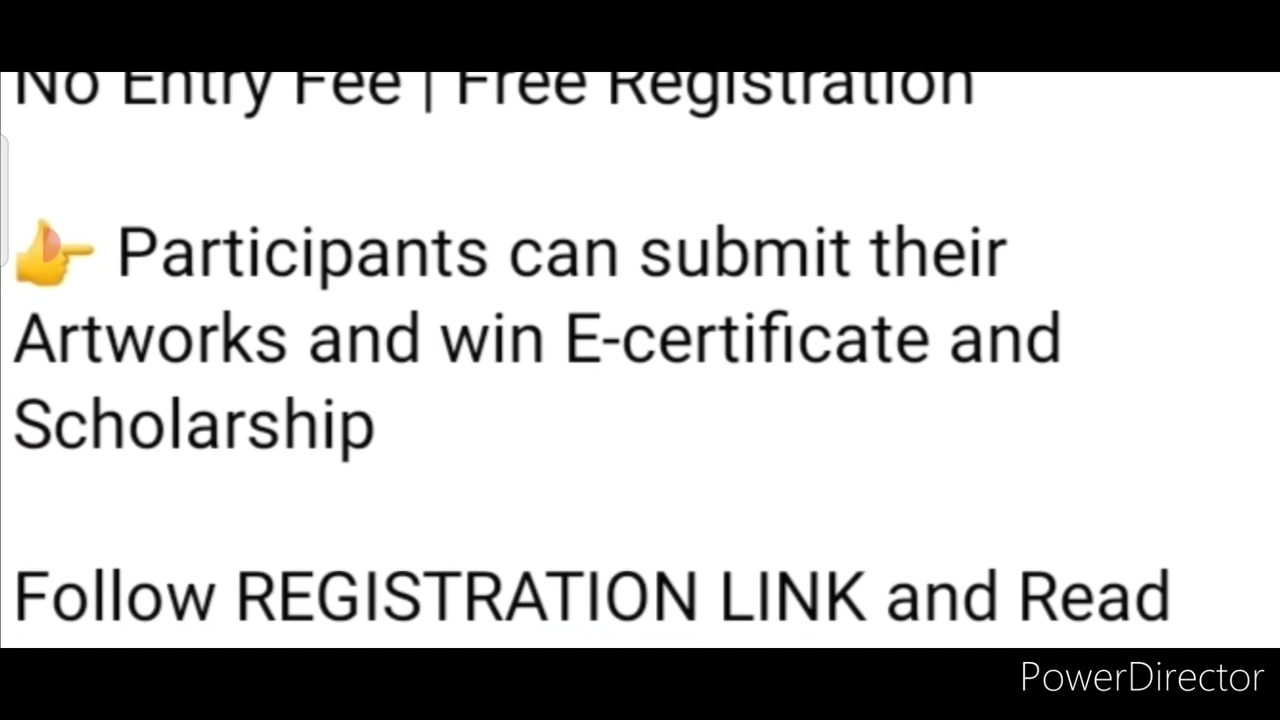 No Entry Fee | Free Registration
👉 Participants can submit their
Artworks and win E-certificate and
Scholarship
Follow REGISTRATION LINK and Read
PowerDirector